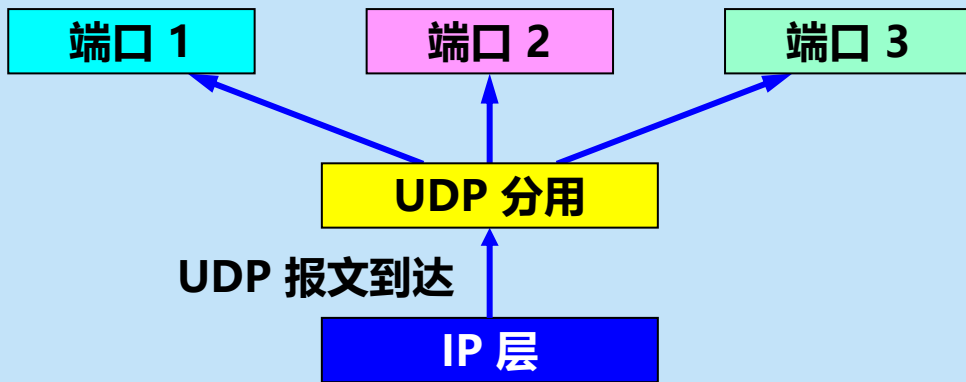 端口 1
端口 2
端口 3
UDP 分用
UDP 报文到达
IP 层